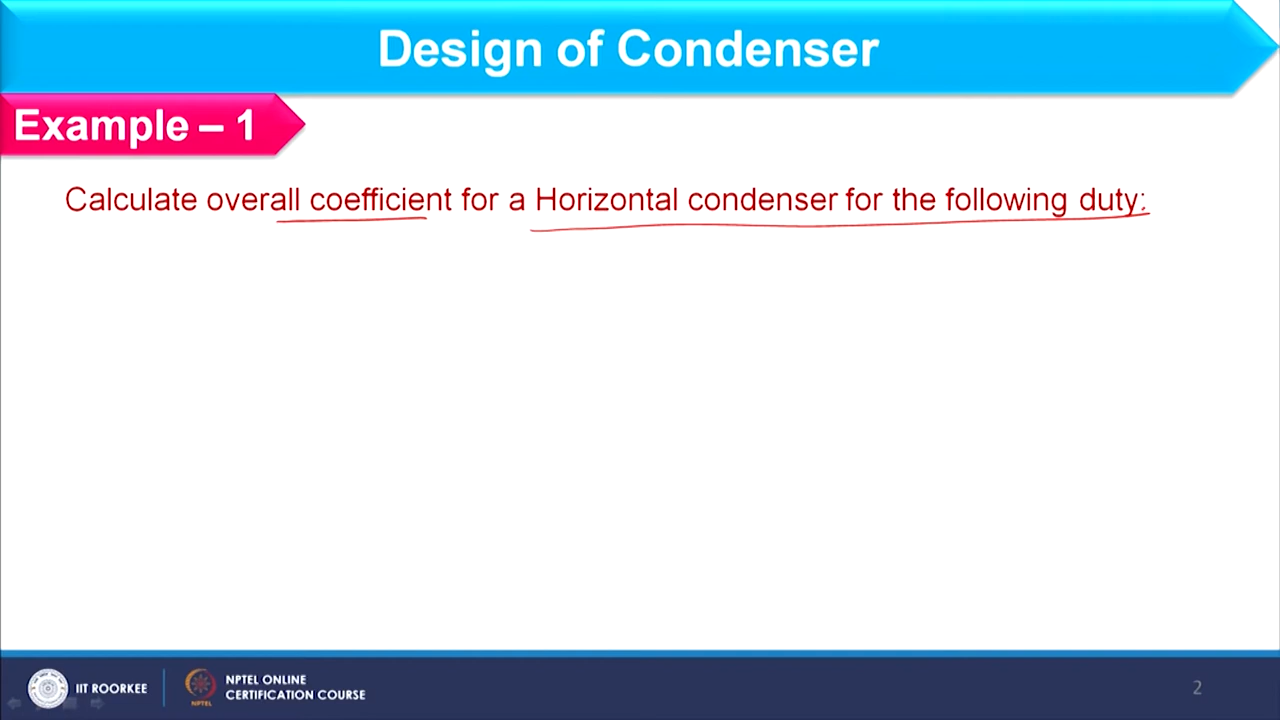 Design of Condenser
Example – 1
Calculate overall coefficient for a Horizontal condenser for the following duty:
IIT ROORKEE
NPTEL
NPTEL ONLINE
CERTIFICATION COURSE
2